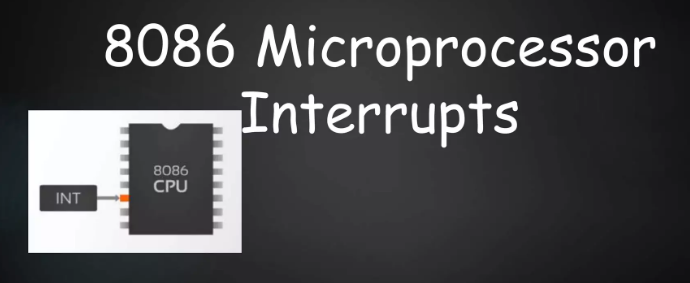 8086 Microprocessor
Interrupts
8086
CPU
INT